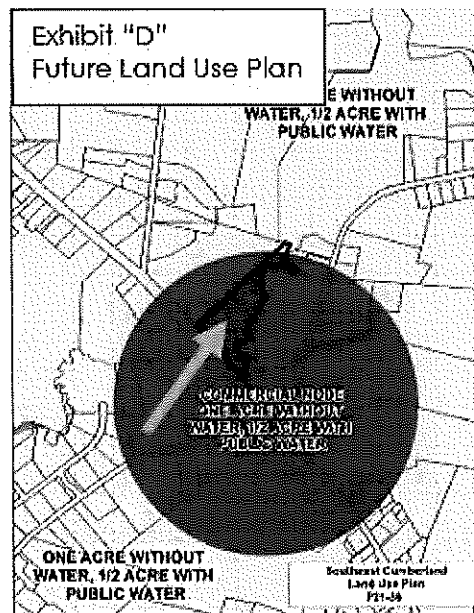 Exhibit "D"
Future Land Use Plan
E WITHOUT
WATER, 1/2 ACRE WITH
PUBLIC WATER
COMMERCIAL NODE
ONE ACRE WITHOUT
WATER, 1/2 ACRE WITH
PUBLIC WATER
ONE ACRE WITHOUT
WATER, 1/2 ACRE WITH
PUBLIC WATER
Southeast Cumberland
Land Use Plan